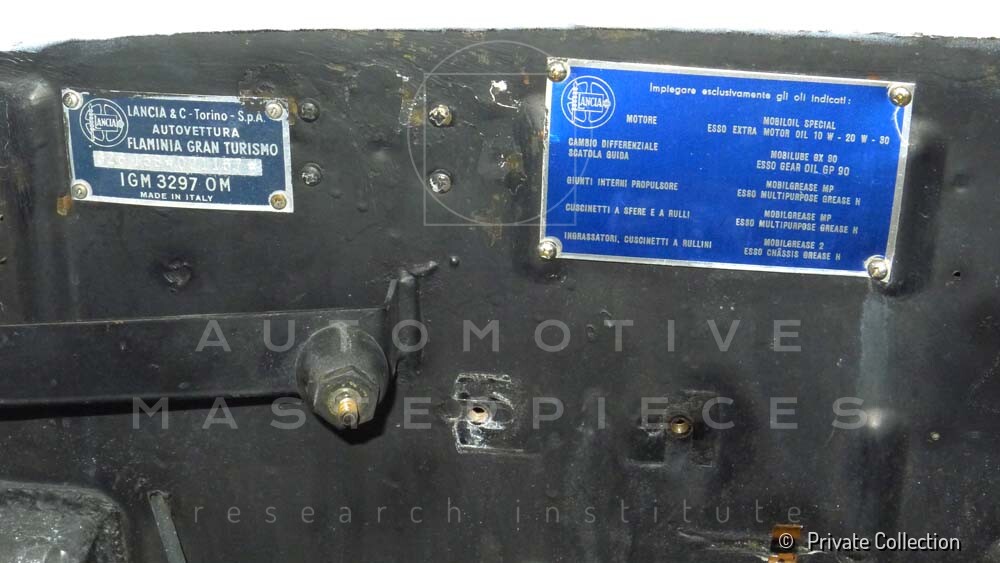 LANCIA
LANCIA & C - Torino - S.p.A.
AUTOVETTURA
FLAMINIA GRAN TURISMO
IGM 3297 OM
MADE IN ITALY
LANCIA
Impiegare esclusivamente gli oli indicati:
MOTORE
MOBILOIL SPECIAL
ESSO EXTRA MOTOR OIL 10 W - 20 W - 30
CAMBIO DIFFERENZIALE
SCATOLA GUIDA
MOBILUBE GX 90
ESSO GEAR OIL GP 90
GIUNTI INTERNI PROPULSORE
MOBILGREASE MP
ESSO MULTIPURPOSE GREASE H
CUSCINETTI A SFERE E A RULLI
MOBILGREASE MP
ESSO MULTIPURPOSE GREASE H
INGRASSATORI, CUSCINETTI A RULLINI
MOBILGREASE 2
ESSO CHÂSSIS GREASE H
AUTOMOTIVE
MASTERPIECES
research institute
© Private Collection